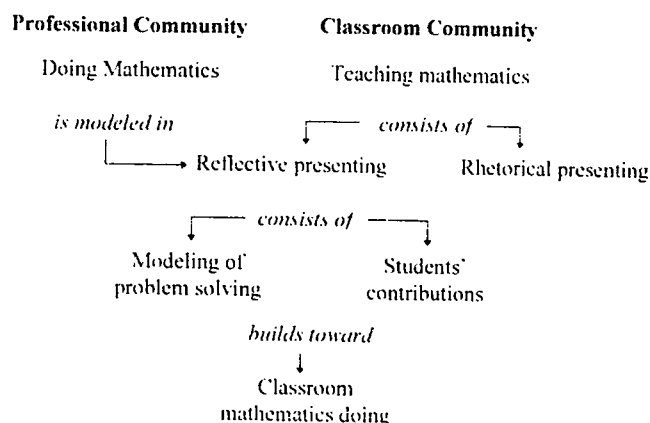 Professional Community Classroom Community
Doing Mathematics Teaching mathematics
is modeled in consists of
Reflective presenting Rhetorical presenting
consists of
Modeling of Students'
problem solving contributions
builds toward
Classroom
mathematics doing